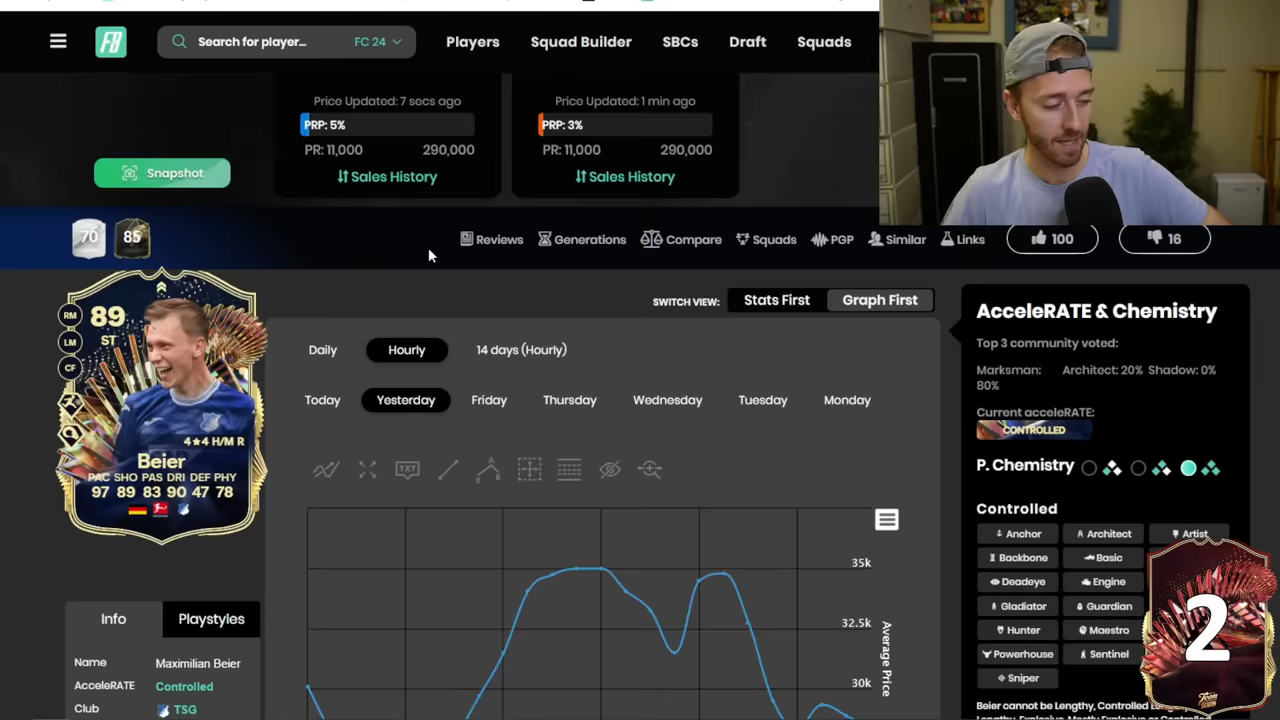 FB
Search for player...
FC 24
Players
Squad Builder
SBCs
Draft
Squads
Price Updated: 7 secs ago
Price Updated: 1 min ago
PRP: 5%
PRP: 3%
PR: 11,000
290,000
PR: 11,000
290,000
Snapshot
Sales History
Sales History
70
85
Reviews
Generations
Compare
Squads
PGP
Similar
Links
100
16
SWITCH VIEW:
Stats First
Graph First
AcceleRATE & Chemistry
Top 3 community voted:
Marksman: 80%
Architect: 20%
Shadow: 0%
Current acceleRATE:
CONTROLLED
P. Chemistry
Controlled
Anchor
Architect
Artist
Backbone
Basic
Deadeye
Engine
Gladiator
Guardian
Hunter
Maestro
Powerhouse
Sentinel
Sniper
Beier cannot be Lengthy, Controlled
RM
89
LM
ST
CF
4★4 H/M R
Beier
PAC SHO PAS DRI DEF PHY
97 89 83 90 47 78
Daily
Hourly
14 days (Hourly)
Today
Yesterday
Friday
Thursday
Wednesday
Tuesday
Monday
TXT
35k
32.5k
30k
Average Price
Info
Playstyles
Name
Maximilian Beier
AcceleRATE
Controlled
Club
TSG
2